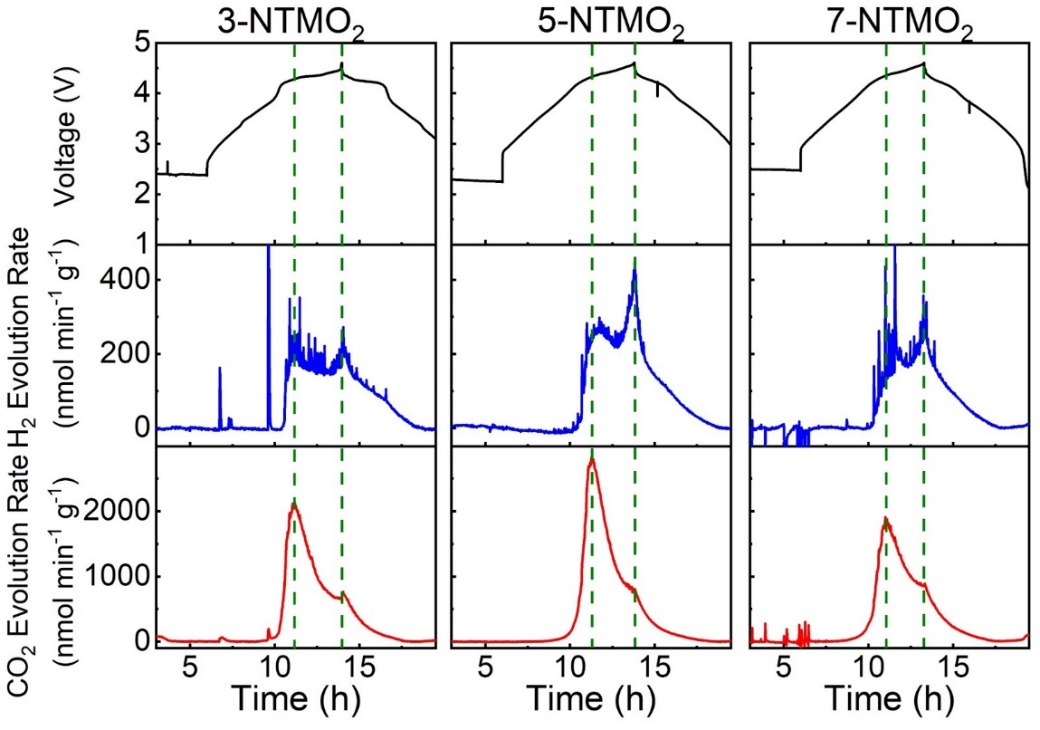 3-NTMO₂ 5-NTMO₂ 7-NTMO₂
Voltage (V)
5
4
3
2
1
H₂ Evolution Rate
(nmol min⁻¹ g⁻¹)
400
200
0
CO₂ Evolution Rate
(nmol min⁻¹ g⁻¹)
2000
1000
0
5 10 15 5 10 15 5 10 15
Time (h) Time (h) Time (h)